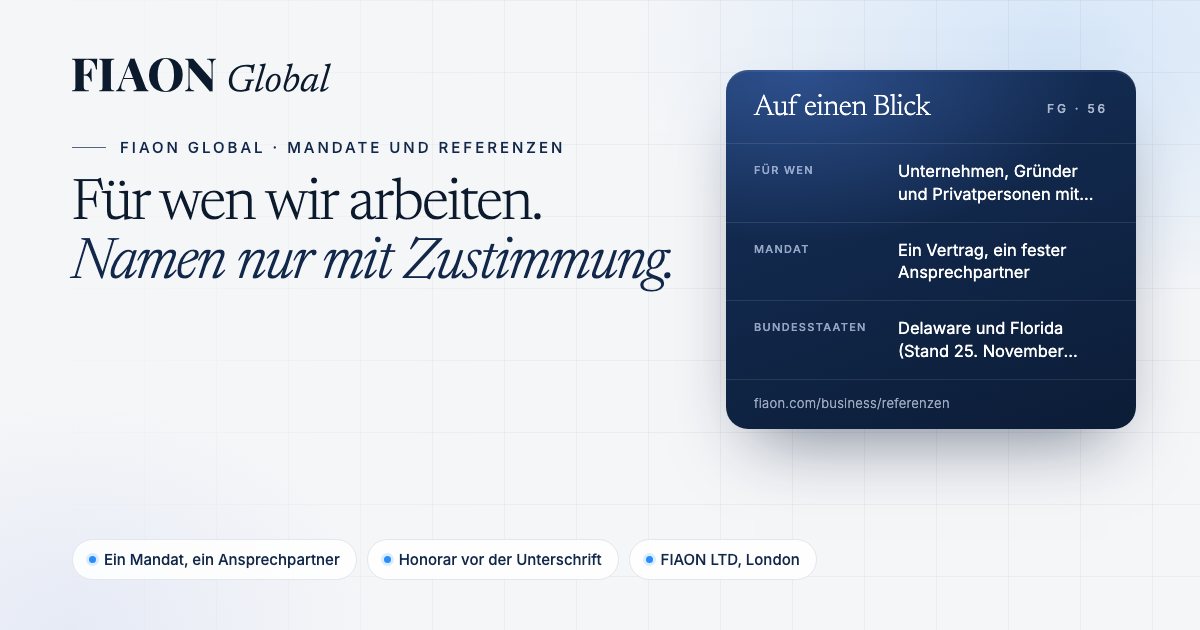 FIAON Global
FIAON GLOBAL · MANDATE UND REFERENZEN
Für wen wir arbeiten.
Namen nur mit Zustimmung.
Auf einen Blick
FG · 56
FÜR WEN
Unternehmen, Gründer
und Privatpersonen mit...
MANDAT
Ein Vertrag, ein fester
Ansprechpartner
BUNDESSTAATEN
Delaware und Florida
(Stand 25. November...
fiaon.com/business/referenzen
Ein Mandat, ein Ansprechpartner
Honorar vor der Unterschrift
FIAON LTD, London